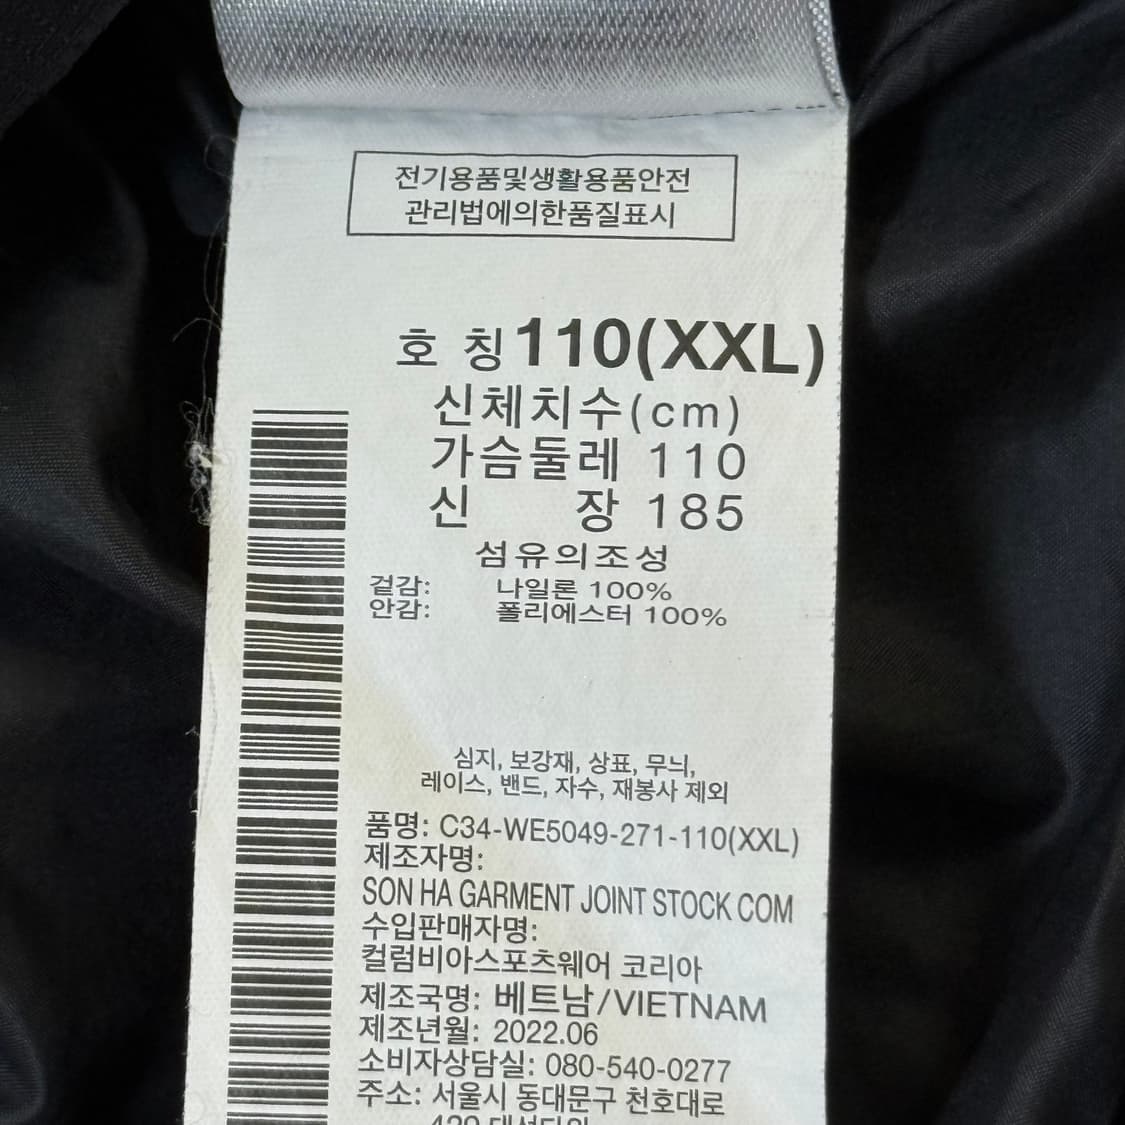 전기용품및생활용품안전
관리법에의한품질표시
호 칭 110(XXL)
신체치수(cm)
가슴둘레 110
신 장 185
섬유의조성
겉감: 나일론 100%
안감: 폴리에스터 100%
심지, 보강재, 상표, 무늬,
레이스, 밴드, 자수, 재봉사 제외
품명: C34-WE5049-271-110(XXL)
제조자명:
SON HA GARMENT JOINT STOCK COM
수입판매자명:
컬럼비아스포츠웨어 코리아
제조국명: 베트남/VIETNAM
제조년월: 2022.06
소비자상담실: 080-540-0277
주소: 서울시 동대문구 천호대로